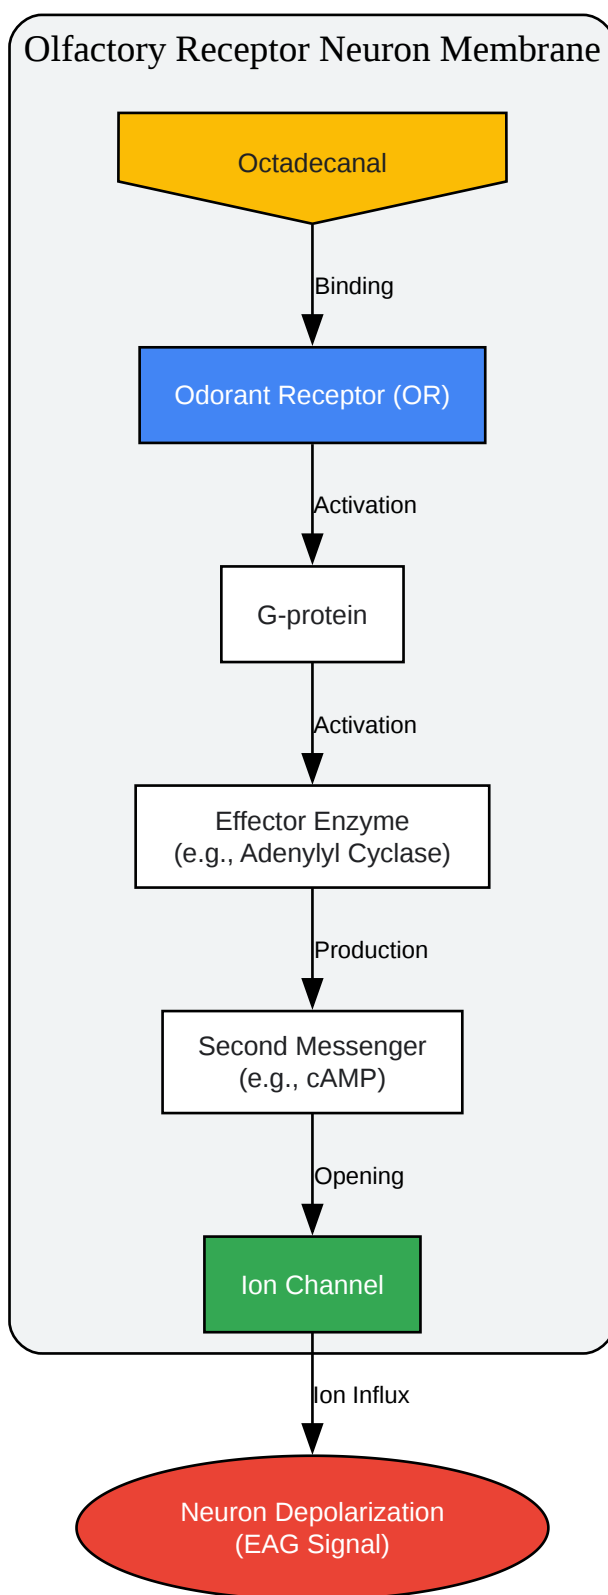 Olfactory Receptor Neuron Membrane
Octadecanal
Binding
Odorant Receptor (OR)
Activation
G-protein
Activation
Effector Enzyme
(e.g., Adenylyl Cyclase)
Production
Second Messenger
(e.g., cAMP)
Opening
Ion Channel
Ion Influx
Neuron Depolarization
(EAG Signal)